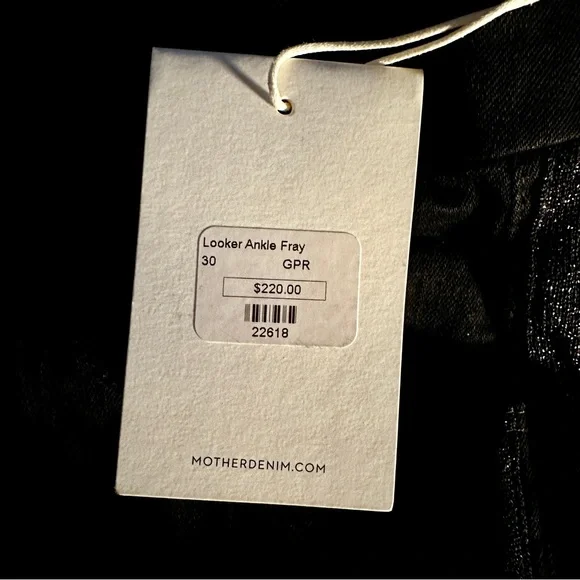 Looker Ankle Fray
30 GPR
$220.00
22618
MOTHERDENIM.COM